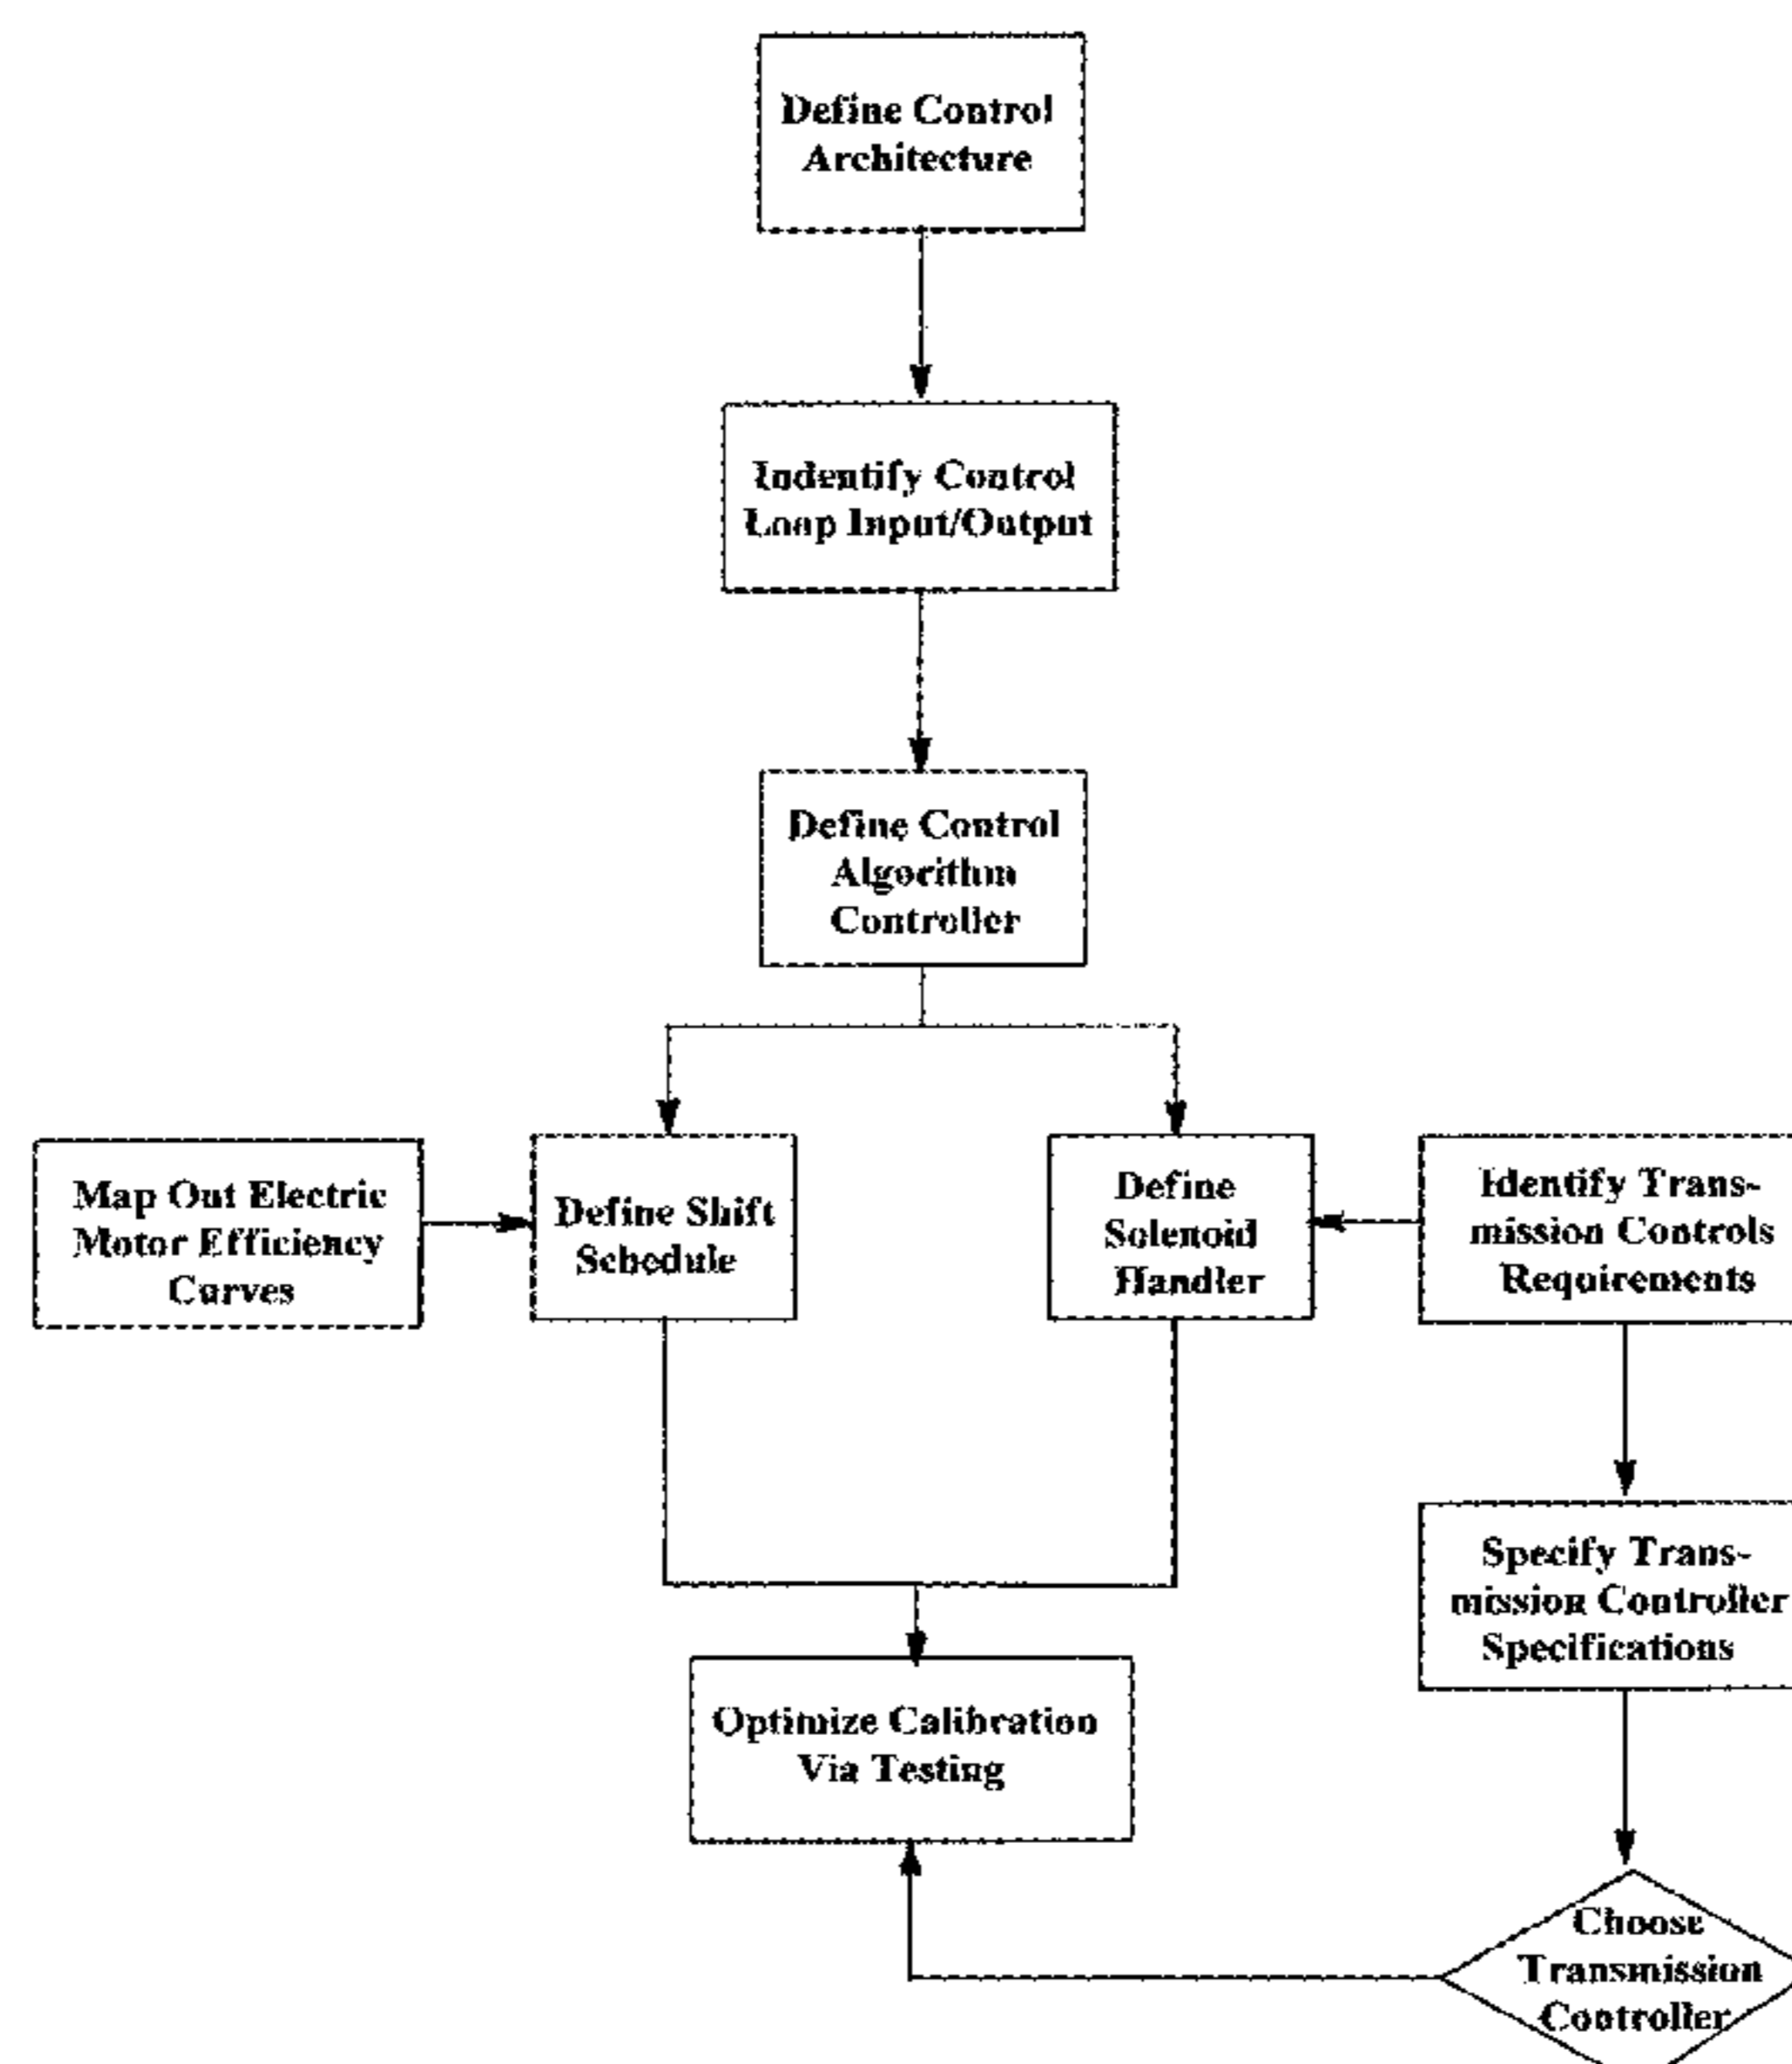 Define Control
Architecture
Indentify Control
Loop Input/Output
Define Control
Algorithm
Controller
Map Out Electric
Motor Efficiency
Curves
Define Shift
Schedule
Define
Solenoid
Handler
Identify Trans-
mission Controls
Requirements
Specify Trans-
mission Controller
Specifications
Optimize Calibration
Via Testing
Choose
Transmission
Controller